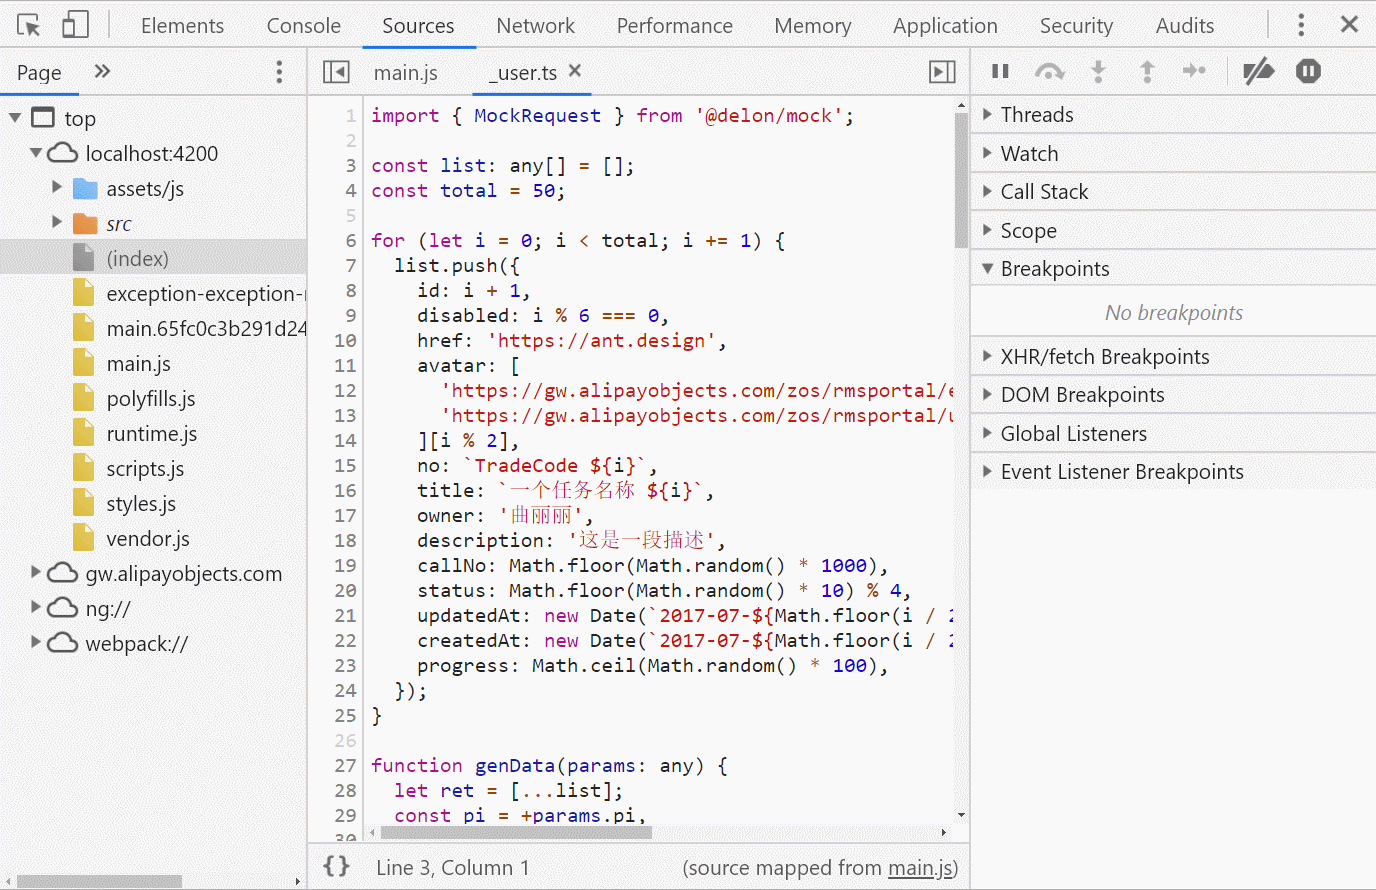 Elements Console Sources Network Performance Memory Application Security Audits
Page
top
localhost:4200
assets/js
src
(index)
exception-exception-
main.65fc0c3b291d24
main.js
polyfills.js
runtime.js
scripts.js
styles.js
vendor.js
gw.alipayobjects.com
ng://
webpack://
main.js _user.ts
1 import { MockRequest } from '@delon/mock';
2
3 const list: any[] = [];
4 const total = 50;
5
6 for (let i = 0; i < total; i += 1) {
7 list.push({
8 id: i + 1,
9 disabled: i % 6 === 0,
10 href: 'https://ant.design',
11 avatar: [
12 'https://gw.alipayobjects.com/zos/rmsportal/
13 'https://gw.alipayobjects.com/zos/rmsportal/
14 ][i % 2],
15 no: `TradeCode ${i}`,
16 title: `一个任务名称 ${i}`,
17 owner: '曲丽丽',
18 description: '这是一段描述',
19 callNo: Math.floor(Math.random() * 1000),
20 status: Math.floor(Math.random() * 10) % 4,
21 updatedAt: new Date(`2017-07-${Math.floor(i / 2
22 createdAt: new Date(`2017-07-${Math.floor(i / 2
23 progress: Math.ceil(Math.random() * 100),
24 });
25 }
26
27 function genData(params: any) {
28 let ret = [...list];
29 const pi = +params.pi,
30
{} Line 3, Column 1 (source mapped from main.js)
Threads
Watch
Call Stack
Scope
Breakpoints
No breakpoints
XHR/fetch Breakpoints
DOM Breakpoints
Global Listeners
Event Listener Breakpoints